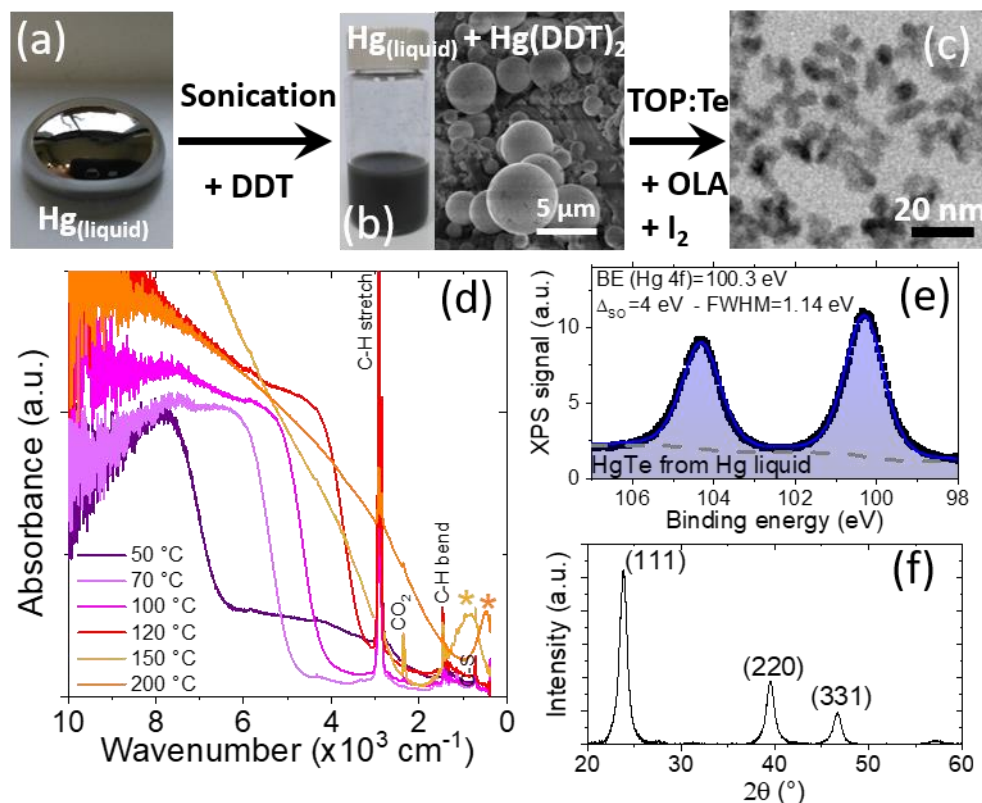 (a)
Hg(liquid)
Sonication
+ DDT
Hg(liquid) + Hg(DDT)2
(b)
5 µm
TOP:Te
+ OLA
+ I2
(c)
20 nm
(d)
Absorbance (a.u.)
C-H stretch
CO2
C-H bend
C-S
* *
50 °C
70 °C
100 °C
120 °C
150 °C
200 °C
10 8 6 4 2 0
Wavenumber (x10³ cm⁻¹)
(e)
BE (Hg 4f)=100.3 eV
ΔSO=4 eV - FWHM=1.14 eV
XPS signal (a.u.)
10
5
0
HgTe from Hg liquid
106 104 102 100 98
Binding energy (eV)
(f)
Intensity (a.u.)
(111)
(220)
(331)
20 30 40 50 60
2θ (°)